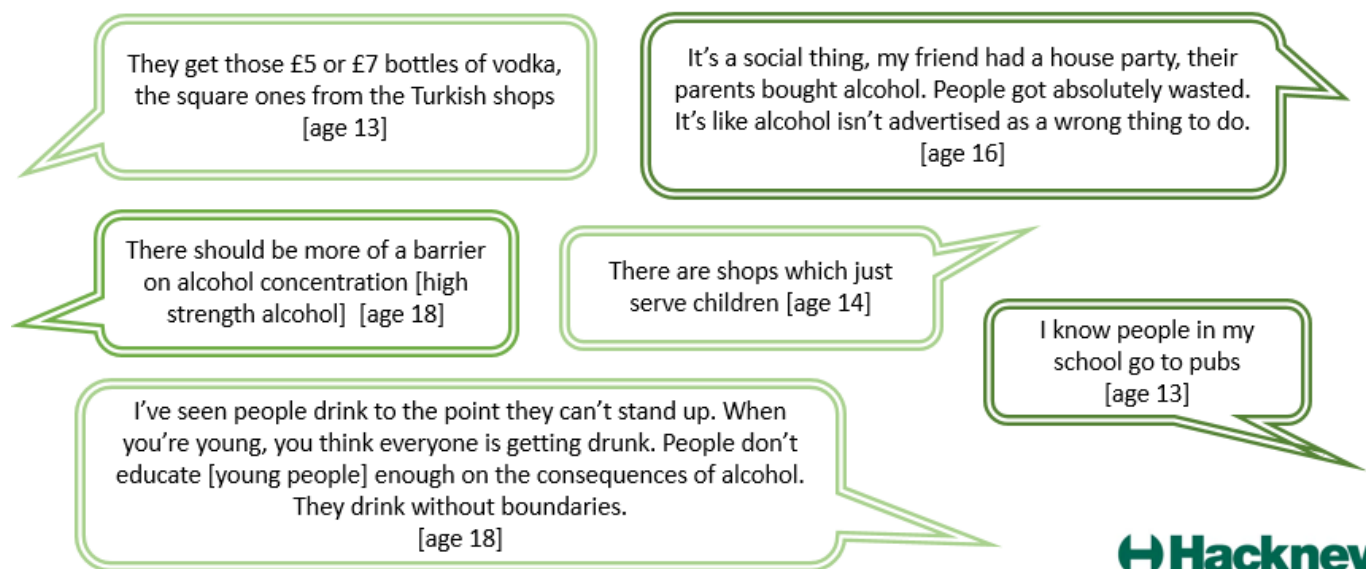 They get those £5 or £7 bottles of vodka,
the square ones from the Turkish shops
[age 13]
It’s a social thing, my friend had a house party, their
parents bought alcohol. People got absolutely wasted.
It’s like alcohol isn’t advertised as a wrong thing to do.
[age 16]
There should be more of a barrier
on alcohol concentration [high
strength alcohol]  [age 18]
There are shops which just
serve children [age 14]
I know people in my
school go to pubs
[age 13]
I’ve seen people drink to the point they can’t stand up. When
you’re young, you think everyone is getting drunk. People don’t
educate [young people] enough on the consequences of alcohol.
They drink without boundaries.
[age 18]
Hackney